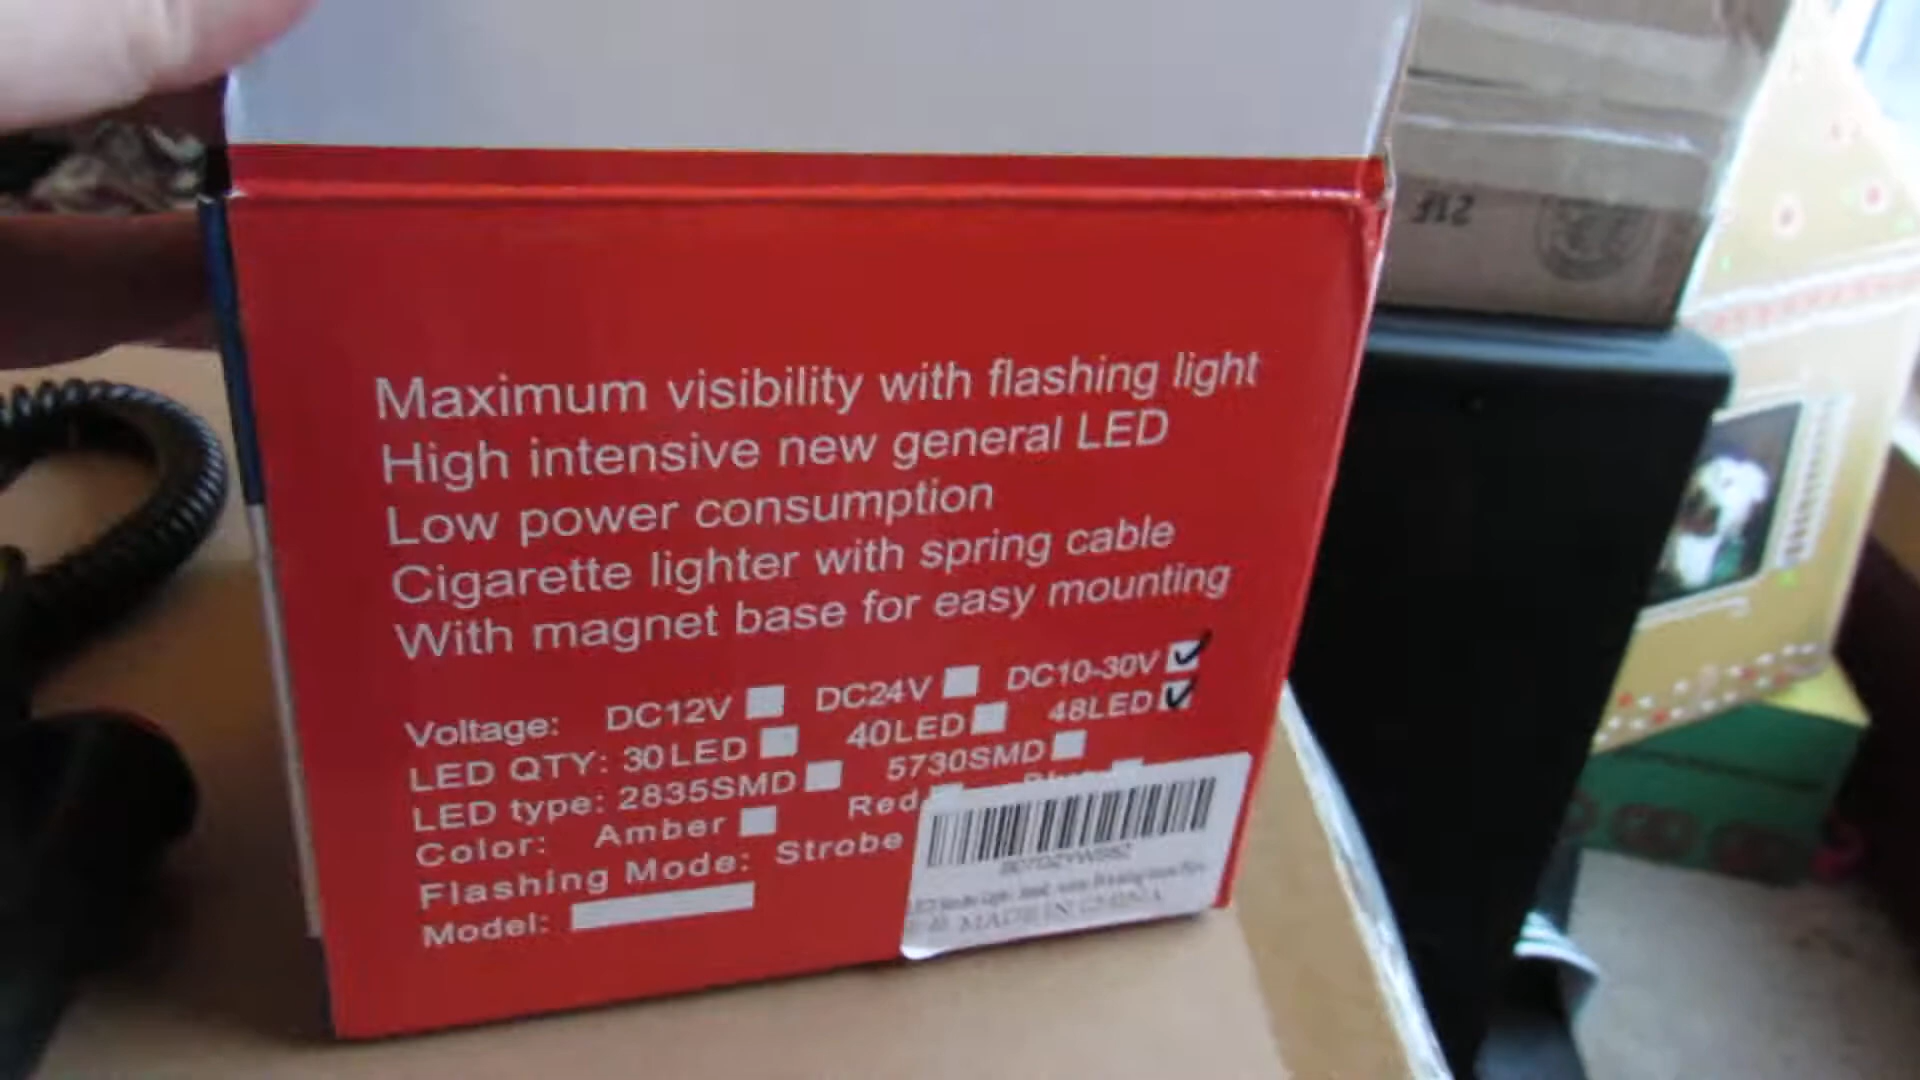 Maximum visibility with flashing light
High intensive new general LED
Low power consumption
Cigarette lighter with spring cable
With magnet base for easy mounting
Voltage: DC12V DC24V DC10-30V
LED QTY: 30LED 40LED 48LED
LED type: 2835SMD 5730SMD
Color: Amber Red
Flashing Mode: Strobe
Model:
MADE IN CHINA